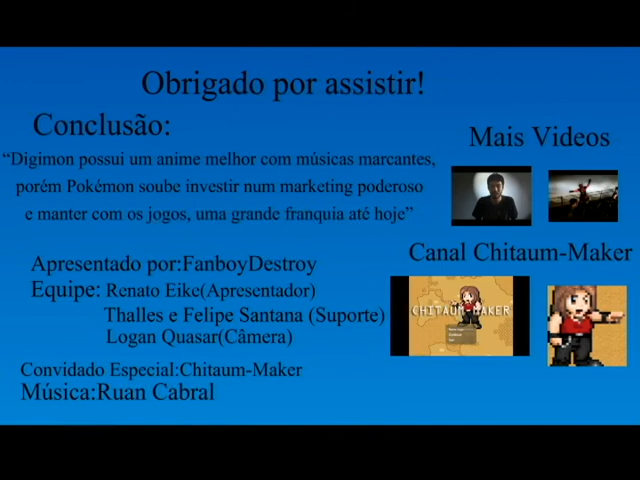 Obrigado por assistir!
Conclusão:
“Digimon possui um anime melhor com músicas marcantes,
porém Pokémon soube investir num marketing poderoso
e manter com os jogos, uma grande franquia até hoje”
Mais Videos
Canal Chitaum-Maker
CHITAUM-MAKER
Apresentado por:FanboyDestroy
Equipe: Renato Eike(Apresentador)
Thalles e Felipe Santana (Suporte)
Logan Quasar(Câmera)
Convidado Especial:Chitaum-Maker
Música:Ruan Cabral